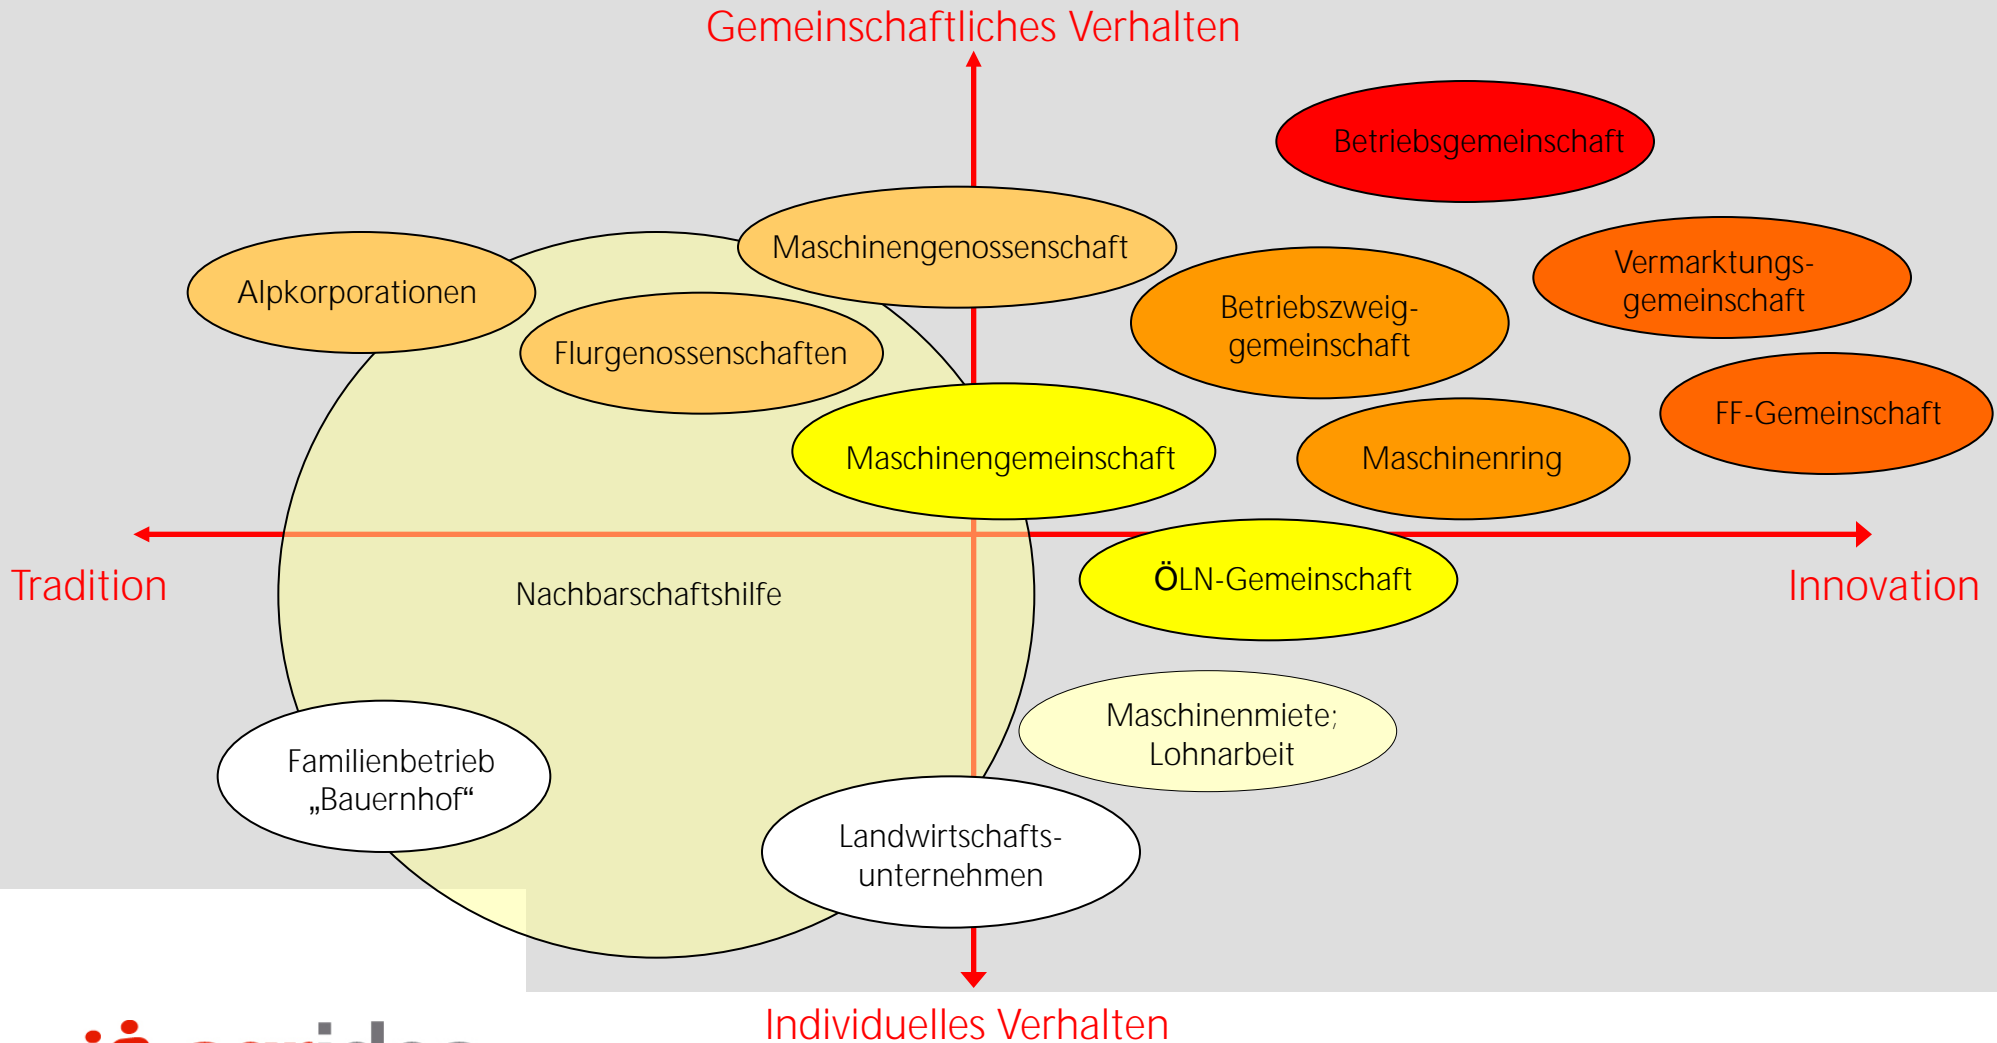 Gemeinschaftliches Verhalten
Betriebsgemeinschaft
Maschinengenossenschaft
Alpkorporationen
Vermarktungs-
gemeinschaft
Betriebszweig-
gemeinschaft
Flurgenossenschaften
FF-Gemeinschaft
Maschinengemeinschaft
Maschinenring
Tradition
Nachbarschaftshilfe
ÖLN-Gemeinschaft
Innovation
Maschinenmiete;
Lohnarbeit
Familienbetrieb
„Bauernhof“
Landwirtschafts-
unternehmen
Individuelles Verhalten